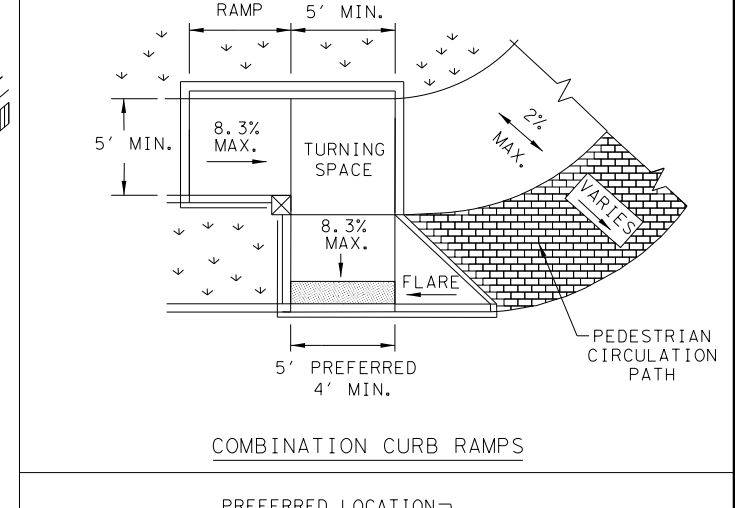 RAMP
5' MIN.
5' MIN.
8.3%
MAX.
TURNING
SPACE
2%
MAX.
VARIES
8.3%
MAX.
FLARE
PEDESTRIAN
CIRCULATION
PATH
5' PREFERRED
4' MIN.
COMBINATION CURB RAMPS
PREFERRED LOCATION